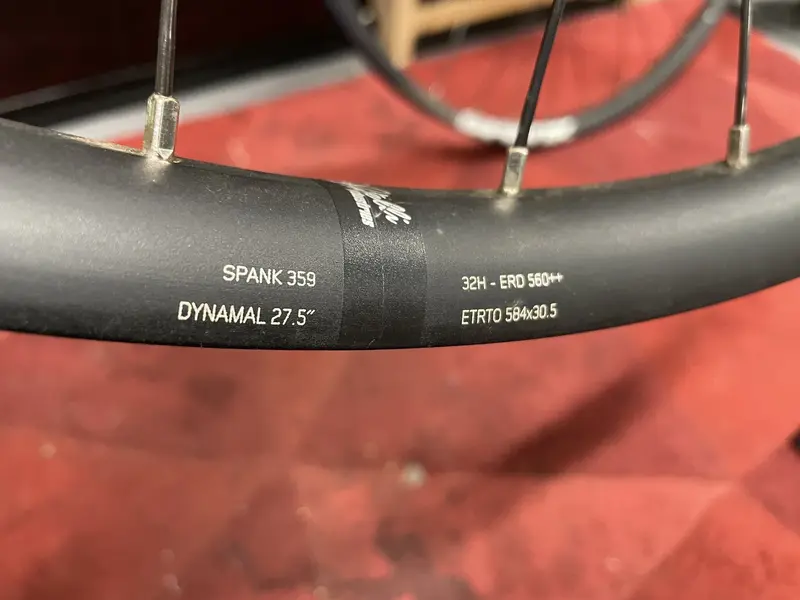 SPANK 359
DYNAMAL 27.5″
32H - ERD 560++
ETRTO 584x30.5